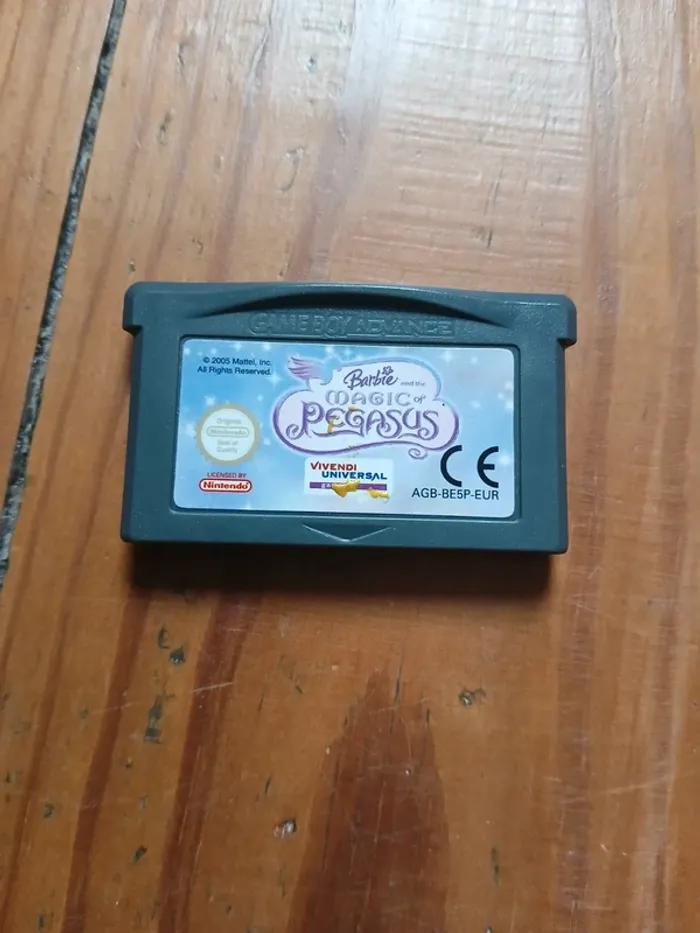 GAME BOY ADVANCE
© 2005 Mattel, Inc.
All Rights Reserved.
Barbie and the
MAGIC of
PEGASUS
Original
Nintendo
Seal of
Quality
LICENSED BY
Nintendo
VIVENDI
UNIVERSAL
CE
AGB-BE5P-EUR